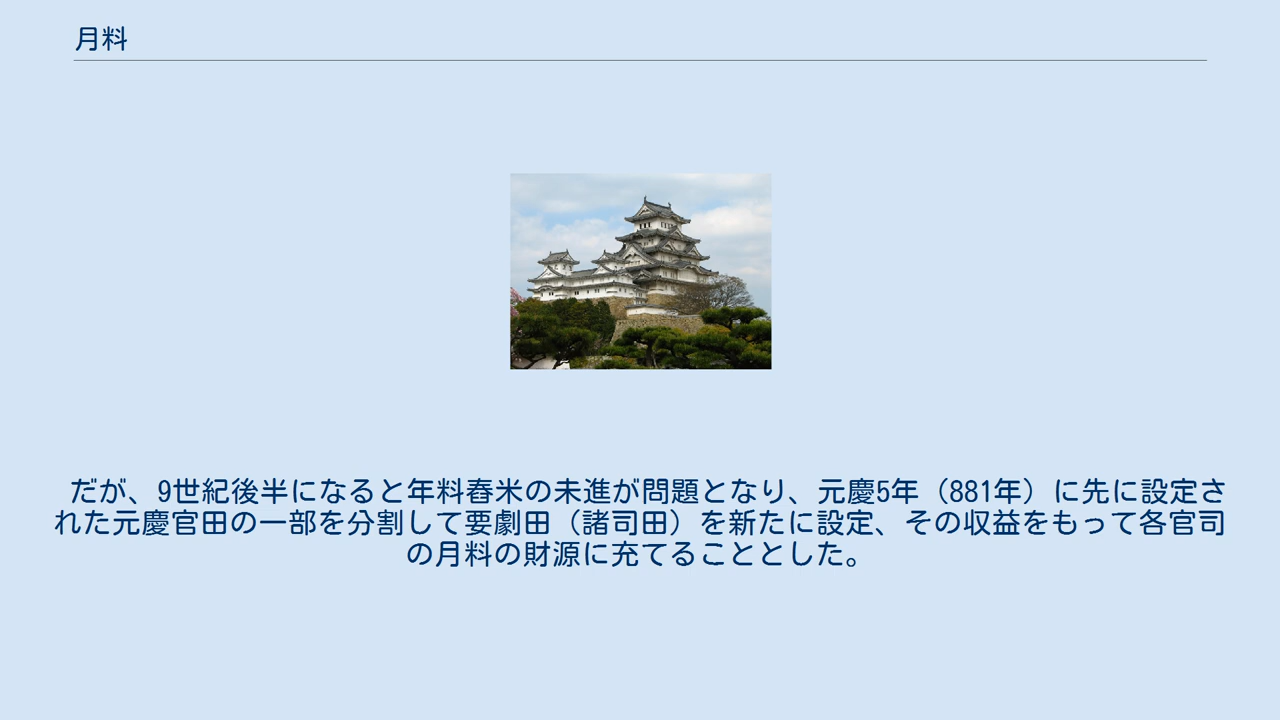 月料
だが、9世紀後半になると年料舂米の未進が問題となり、元慶5年（881年）に先に設定さ
れた元慶官田の一部を分割して要劇田（諸司田）を新たに設定、その収益をもって各官司
の月料の財源に充てることとした。